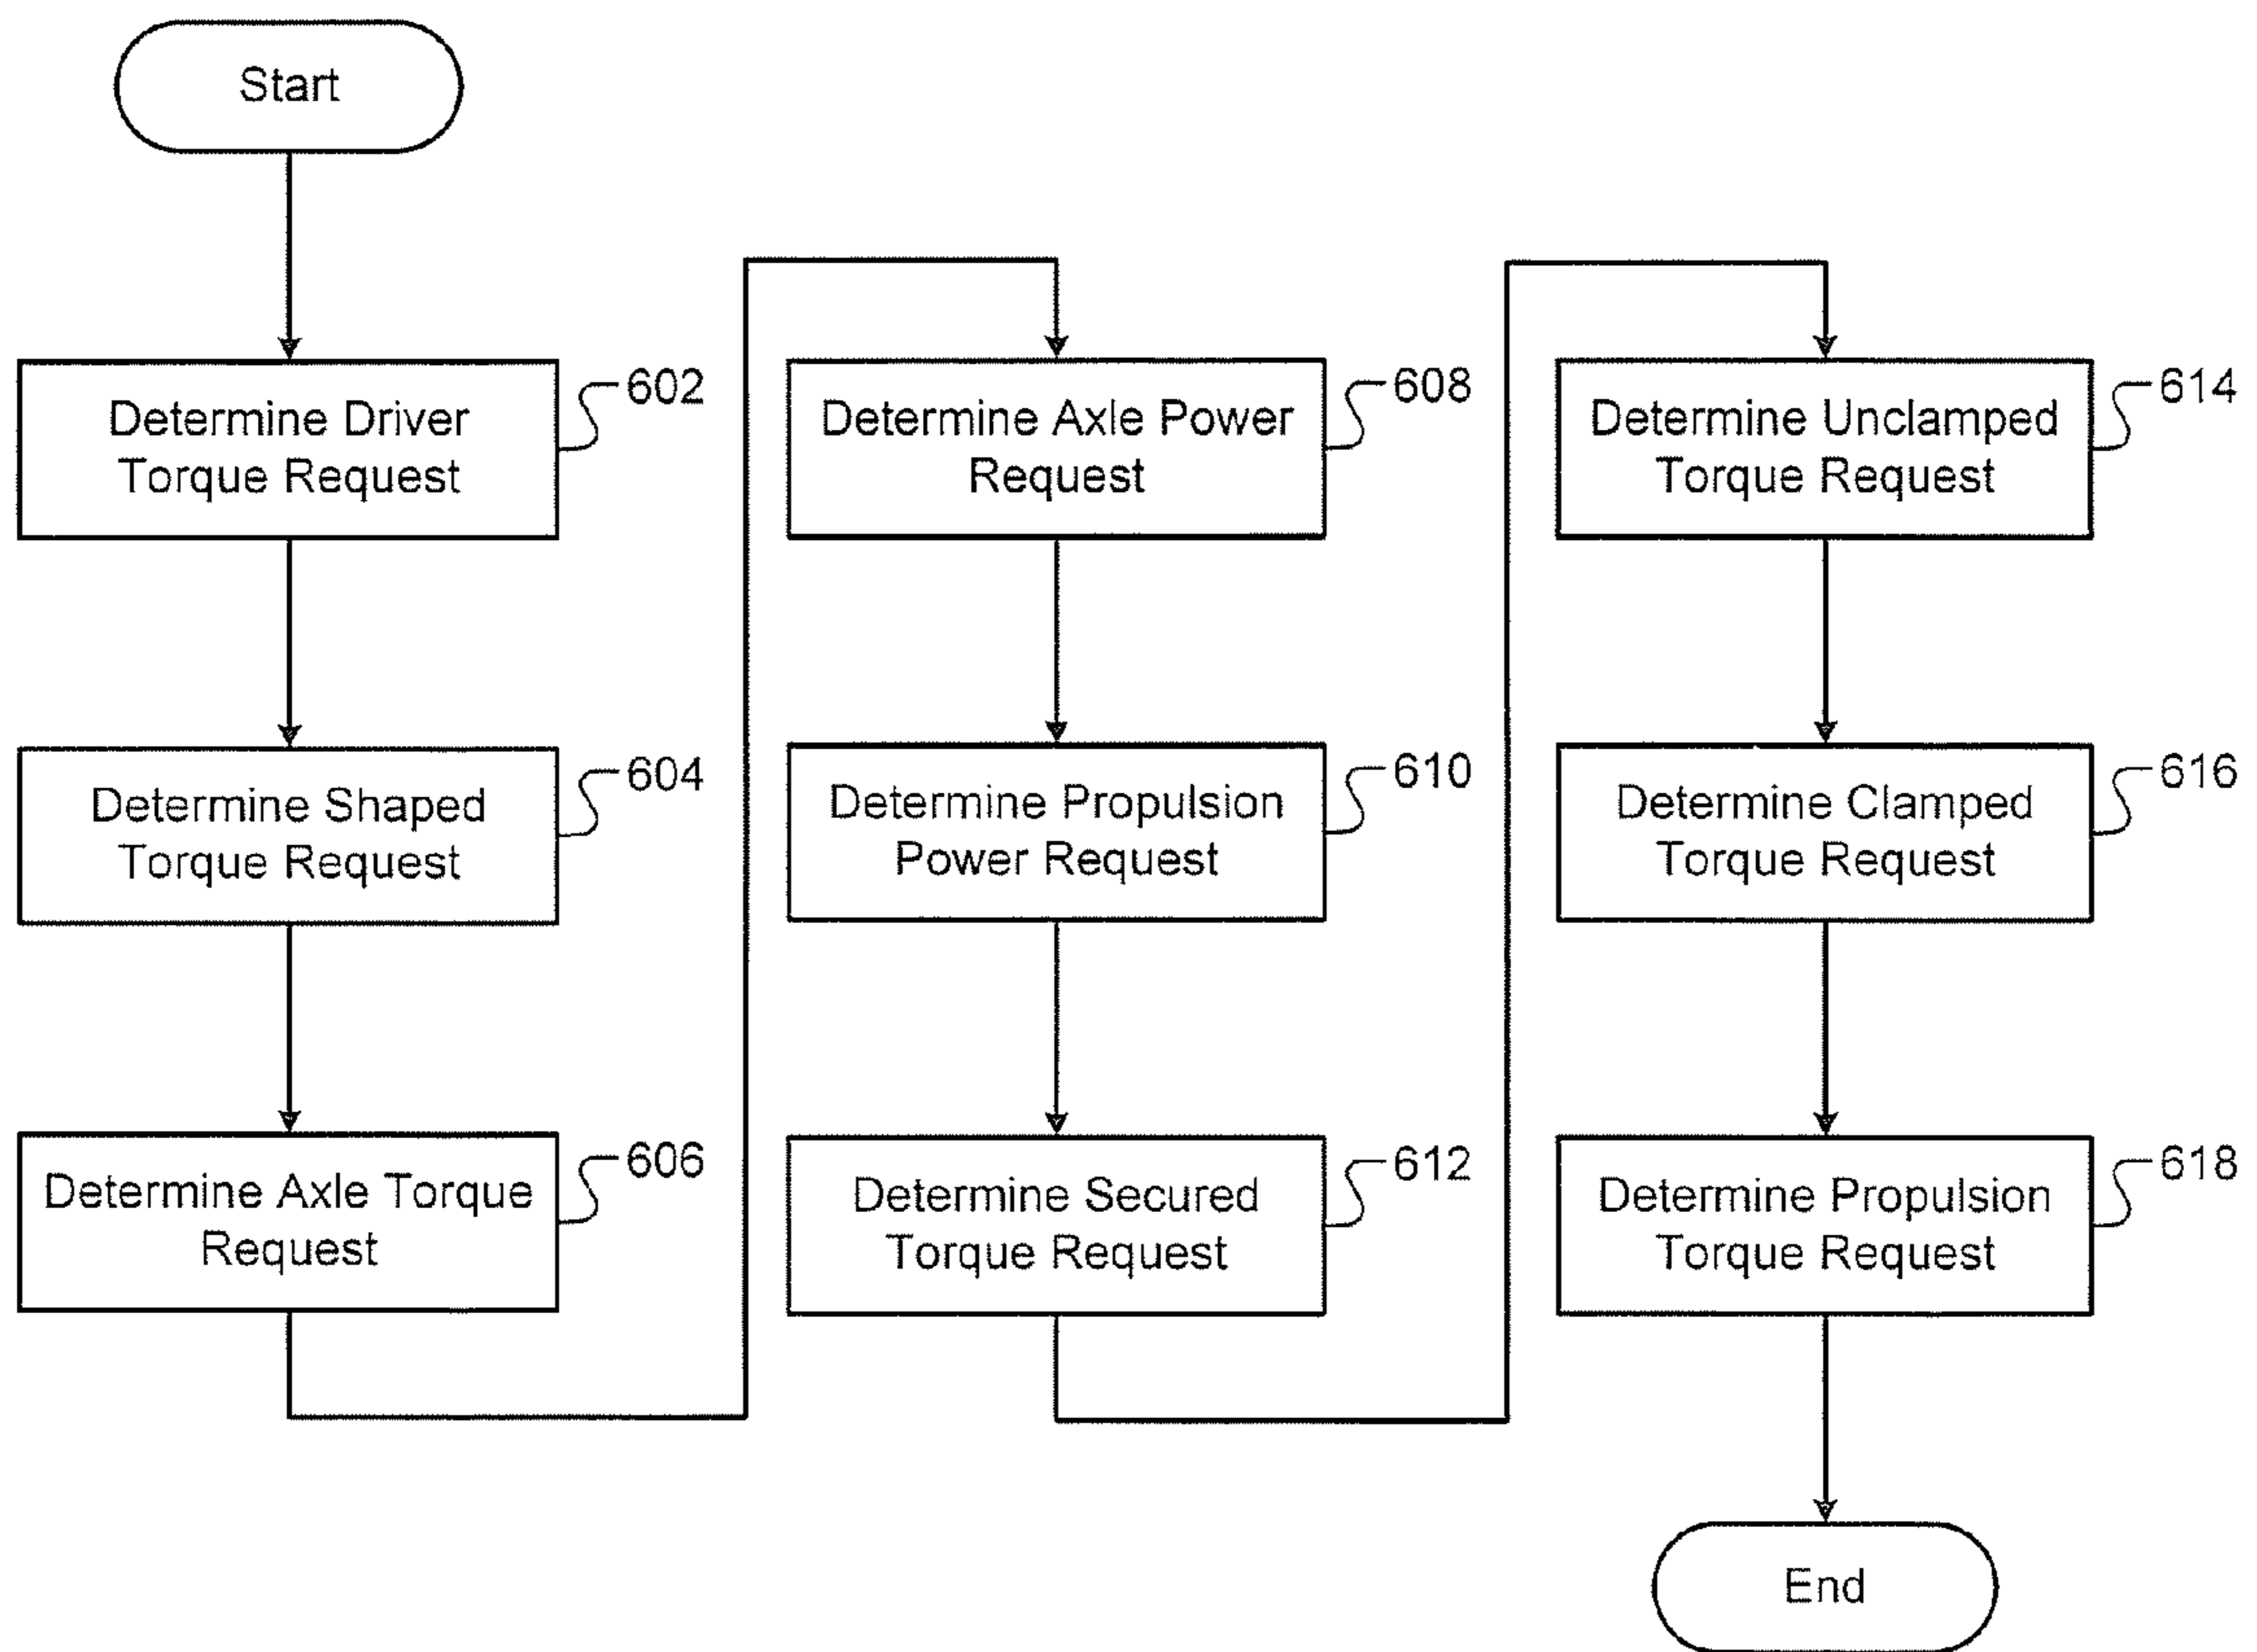 Start
Determine Driver
Torque Request
602
Determine Shaped
Torque Request
604
Determine Axle Torque
Request
606
Determine Axle Power
Request
608
Determine Propulsion
Power Request
610
Determine Secured
Torque Request
612
Determine Unclamped
Torque Request
614
Determine Clamped
Torque Request
616
Determine Propulsion
Torque Request
618
End